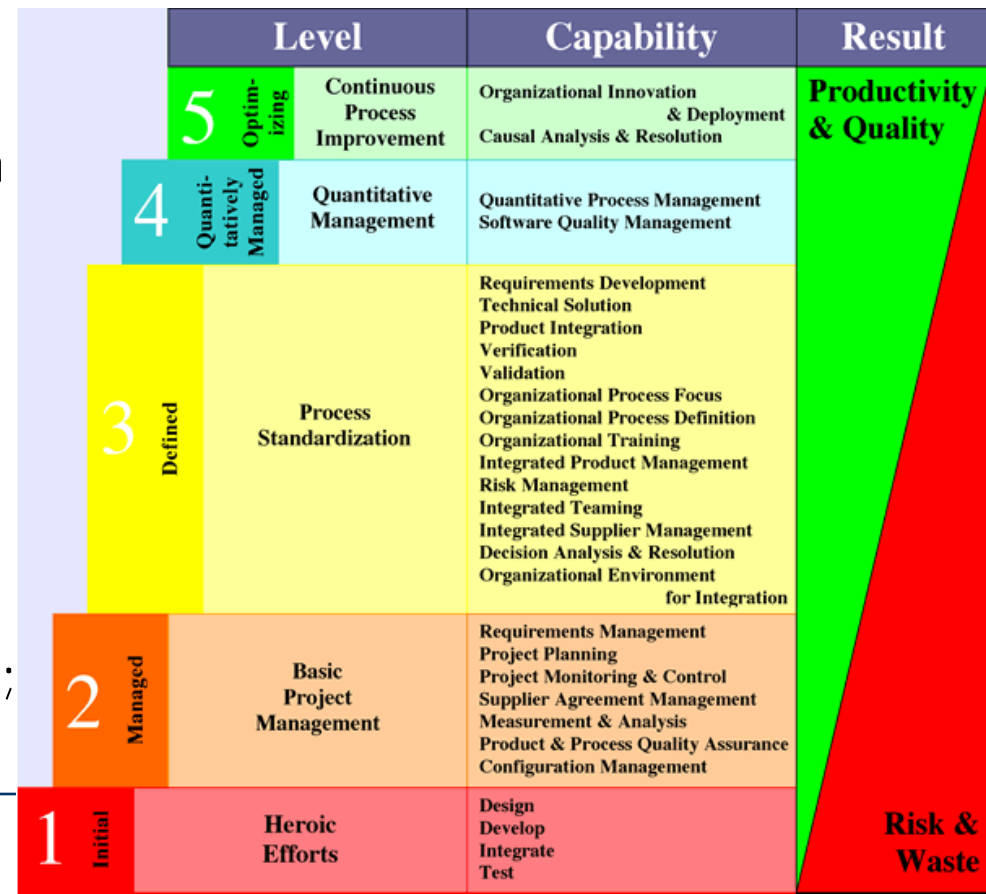 Level Capability Result
5
Optim-
izing
Continuous
Process
Improvement
Organizational Innovation
& Deployment
Causal Analysis & Resolution
Productivity
& Quality
4
Quanti-
tatively
Managed
Quantitative
Management
Quantitative Process Management
Software Quality Management
3
Defined
Process
Standardization
Requirements Development
Technical Solution
Product Integration
Verification
Validation
Organizational Process Focus
Organizational Process Definition
Organizational Training
Integrated Product Management
Risk Management
Integrated Teaming
Integrated Supplier Management
Decision Analysis & Resolution
Organizational Environment
for Integration
;
2
Managed
Basic
Project
Management
Requirements Management
Project Planning
Project Monitoring & Control
Supplier Agreement Management
Measurement & Analysis
Product & Process Quality Assurance
Configuration Management
1
Initial
Heroic
Efforts
Design
Develop
Integrate
Test
Risk &
Waste